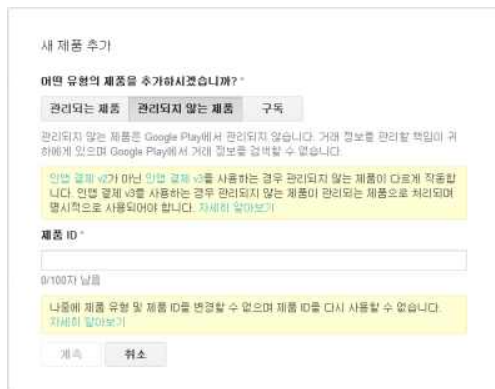 새 제품 추가
어떤 유형의 제품을 추가하시겠습니까? *
관리되는 제품 관리되지 않는 제품 구독
관리되지 않는 제품은 Google Play에서 관리되지 않습니다. 거래 정보를 관리할 책임이 귀
하에게 있으며 Google Play에서 거래 정보를 검색할 수 없습니다.
인앱 결제 v2가 아닌 인앱 결제 v3를 사용하는 경우 관리되지 않는 제품이 다르게 작동합
니다. 인앱 결제 v3를 사용하는 경우 관리되지 않는 제품이 관리되는 제품으로 처리되며
명시적으로 사용되어야 합니다. 자세히 알아보기
제품 ID *
0/100자 남음
나중에 제품 유형 및 제품 ID를 변경할 수 없으며 제품 ID를 다시 사용할 수 없습니다.
자세히 알아보기
계속 취소